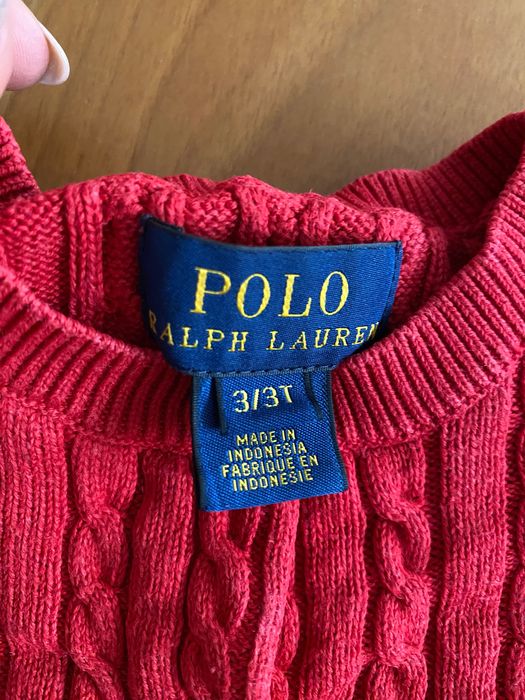 POLO
RALPH LAUREN
3/3T
MADE IN
INDONESIA
FABRIQUE EN
INDONESIE